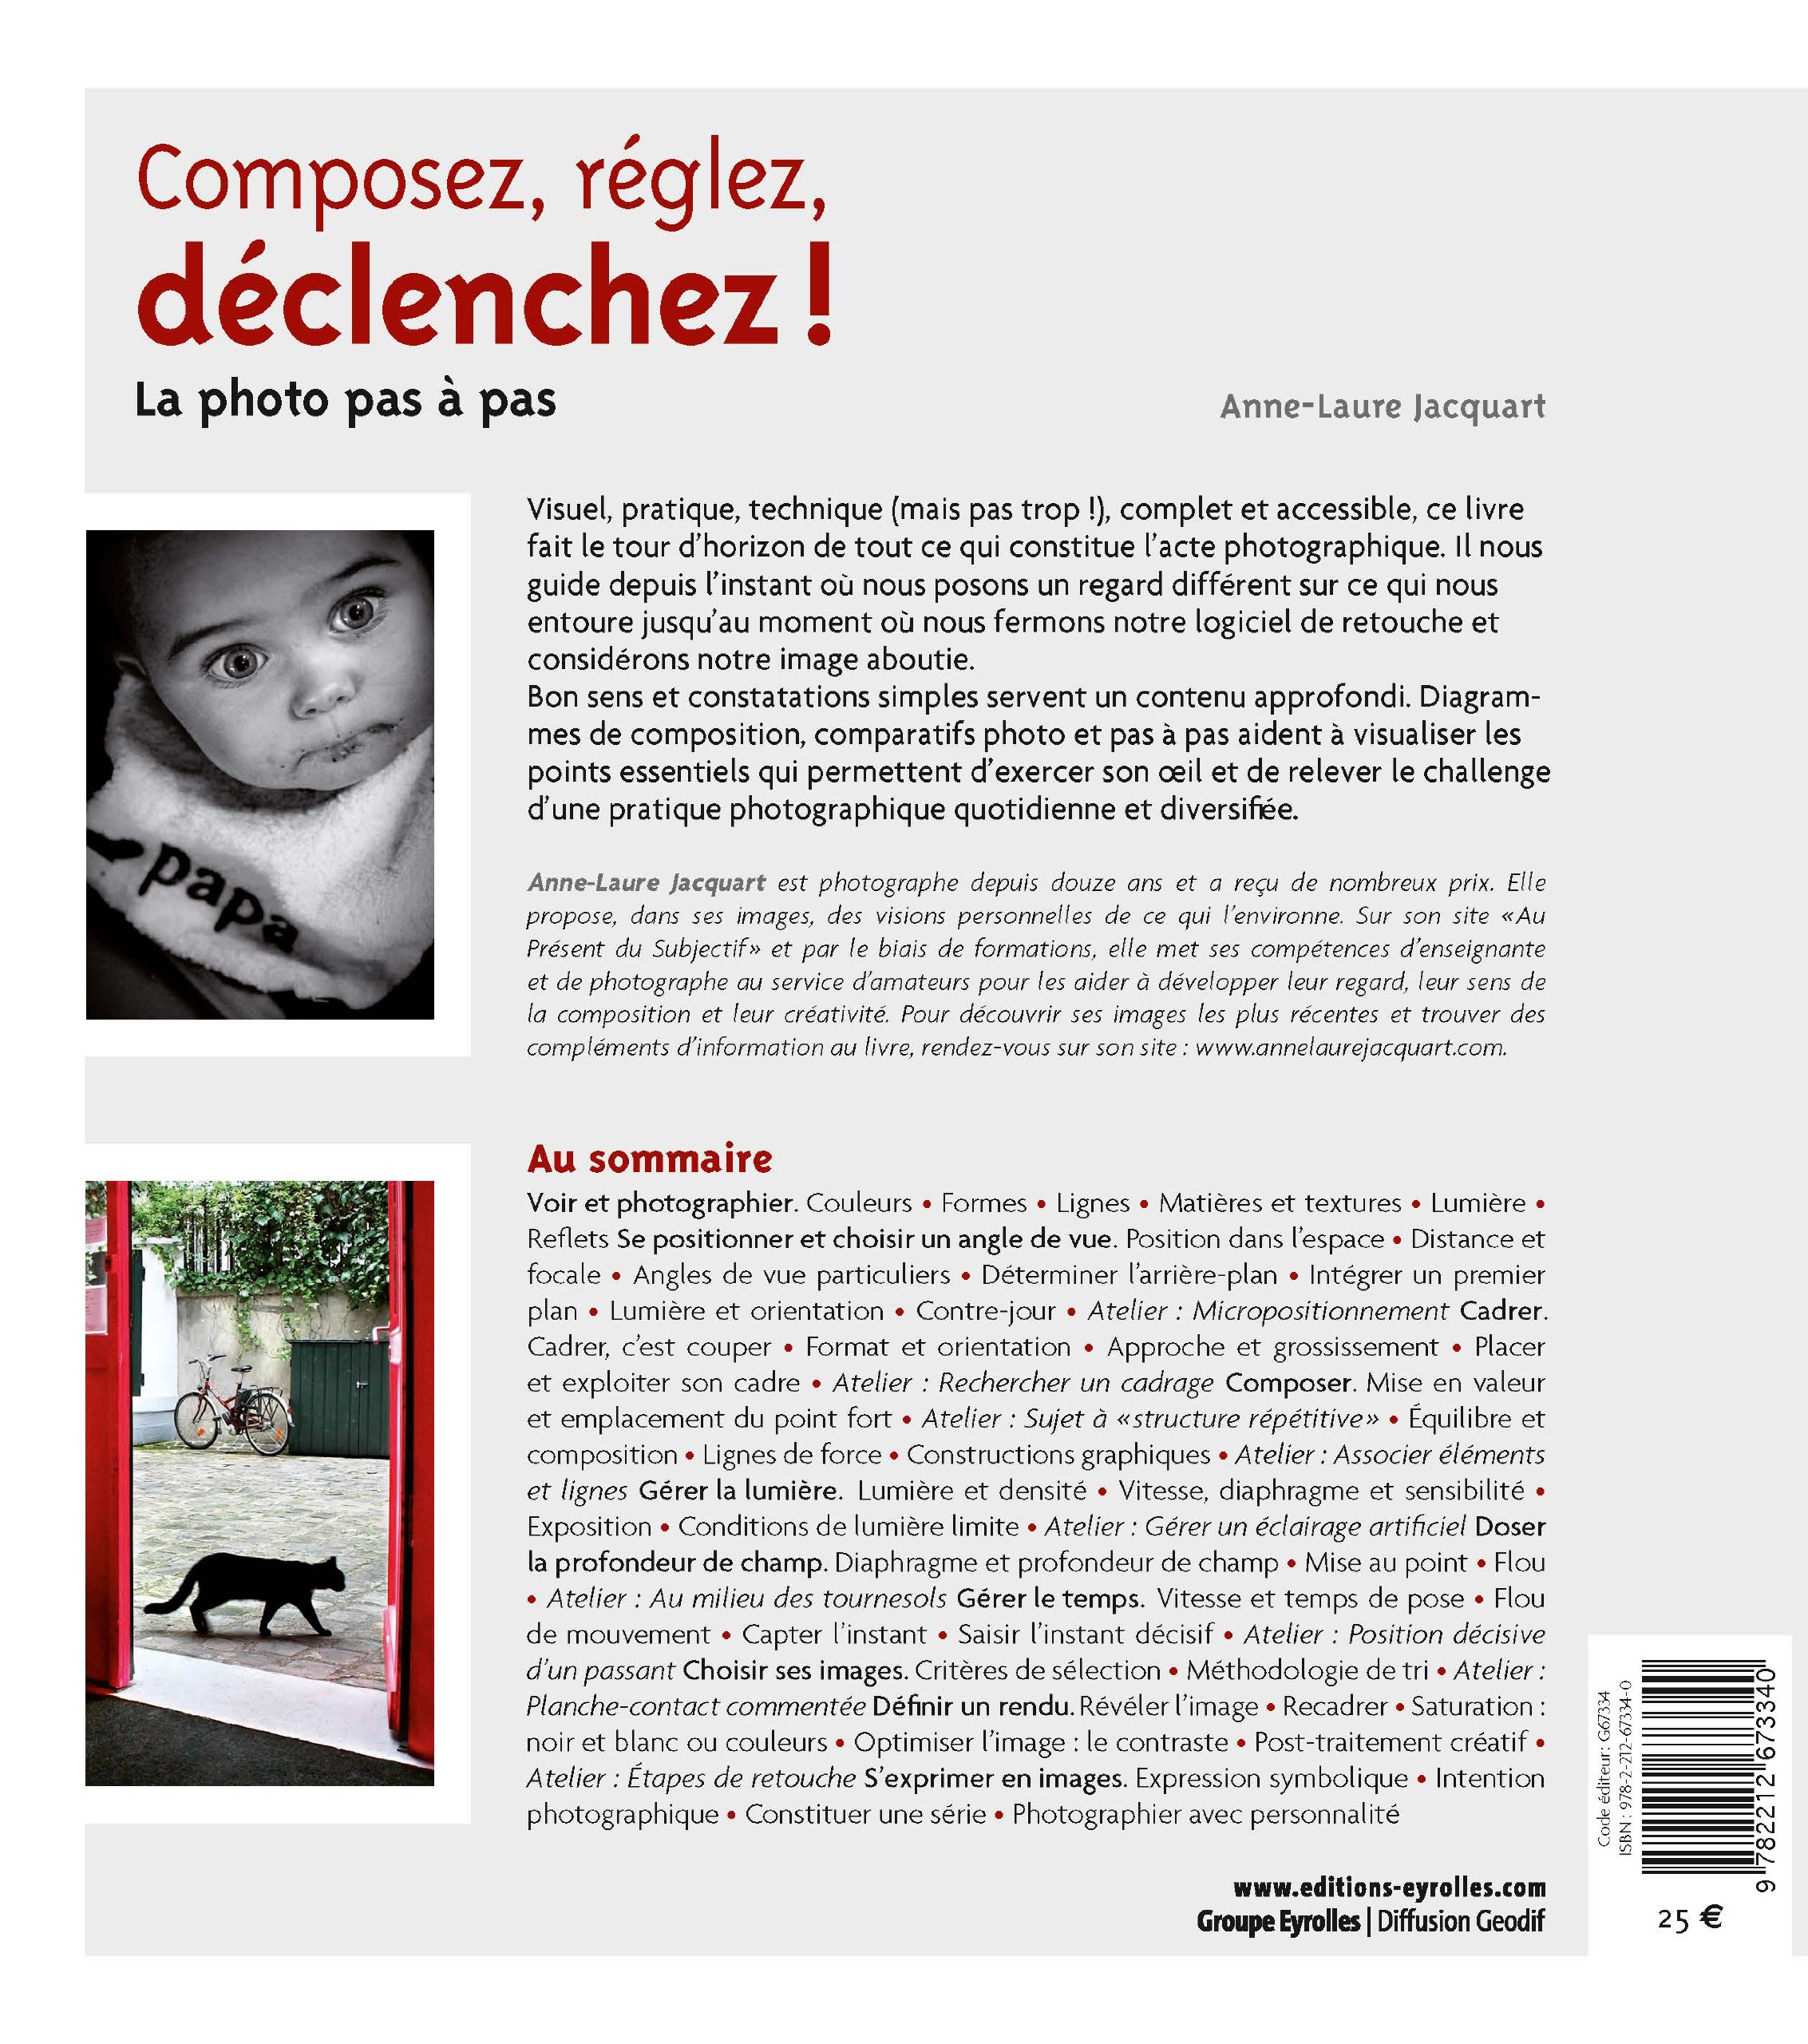 Composez, réglez,
déclenchez !
La photo pas à pas
Anne-Laure Jacquart
Visuel, pratique, technique (mais pas trop !), complet et accessible, ce livre
fait le tour d’horizon de tout ce qui constitue l’acte photographique. Il nous
guide depuis l’instant où nous posons un regard différent sur ce qui nous
entoure jusqu’au moment où nous fermons notre logiciel de retouche et
considérons notre image aboutie.
Bon sens et constatations simples servent un contenu approfondi. Diagram-
mes de composition, comparatifs photo et pas à pas aident à visualiser les
points essentiels qui permettent d’exercer son œil et de relever le challenge
d’une pratique photographique quotidienne et diversifiée.
papa
Anne-Laure Jacquart est photographe depuis douze ans et a reçu de nombreux prix. Elle
propose, dans ses images, des visions personnelles de ce qui l’environne. Sur son site «Au
Présent du Subjectif» et par le biais de formations, elle met ses compétences d’enseignante
et de photographe au service d’amateurs pour les aider à développer leur regard, leur sens de
la composition et leur créativité. Pour découvrir ses images les plus récentes et trouver des
compléments d’information au livre, rendez-vous sur son site : www.annelaurejacquart.com.
Au sommaire
Voir et photographier. Couleurs • Formes • Lignes • Matières et textures • Lumière •
Reflets Se positionner et choisir un angle de vue. Position dans l’espace • Distance et
focale • Angles de vue particuliers • Déterminer l’arrière-plan • Intégrer un premier
plan • Lumière et orientation • Contre-jour • Atelier : Micropositionnement Cadrer.
Cadrer, c’est couper • Format et orientation • Approche et grossissement • Placer
et exploiter son cadre • Atelier : Rechercher un cadrage Composer. Mise en valeur
et emplacement du point fort • Atelier : Sujet à «structure répétitive» • Équilibre et
composition • Lignes de force • Constructions graphiques • Atelier : Associer éléments
et lignes Gérer la lumière. Lumière et densité • Vitesse, diaphragme et sensibilité •
Exposition • Conditions de lumière limite • Atelier : Gérer un éclairage artificiel Doser
la profondeur de champ. Diaphragme et profondeur de champ • Mise au point • Flou
• Atelier : Au milieu des tournesols Gérer le temps. Vitesse et temps de pose • Flou
de mouvement • Capter l’instant • Saisir l’instant décisif • Atelier : Position décisive
d’un passant Choisir ses images. Critères de sélection • Méthodologie de tri • Atelier :
Planche-contact commentée Définir un rendu. Révéler l’image • Recadrer • Saturation :
noir et blanc ou couleurs • Optimiser l’image : le contraste • Post-traitement créatif •
Atelier : Étapes de retouche S’exprimer en images. Expression symbolique • Intention
photographique • Constituer une série • Photographier avec personnalité
www.editions-eyrolles.com
Groupe Eyrolles | Diffusion Geodif
Code éditeur : G67334
ISBN : 978-2-212-67334-0
9 782212 673340
25 €